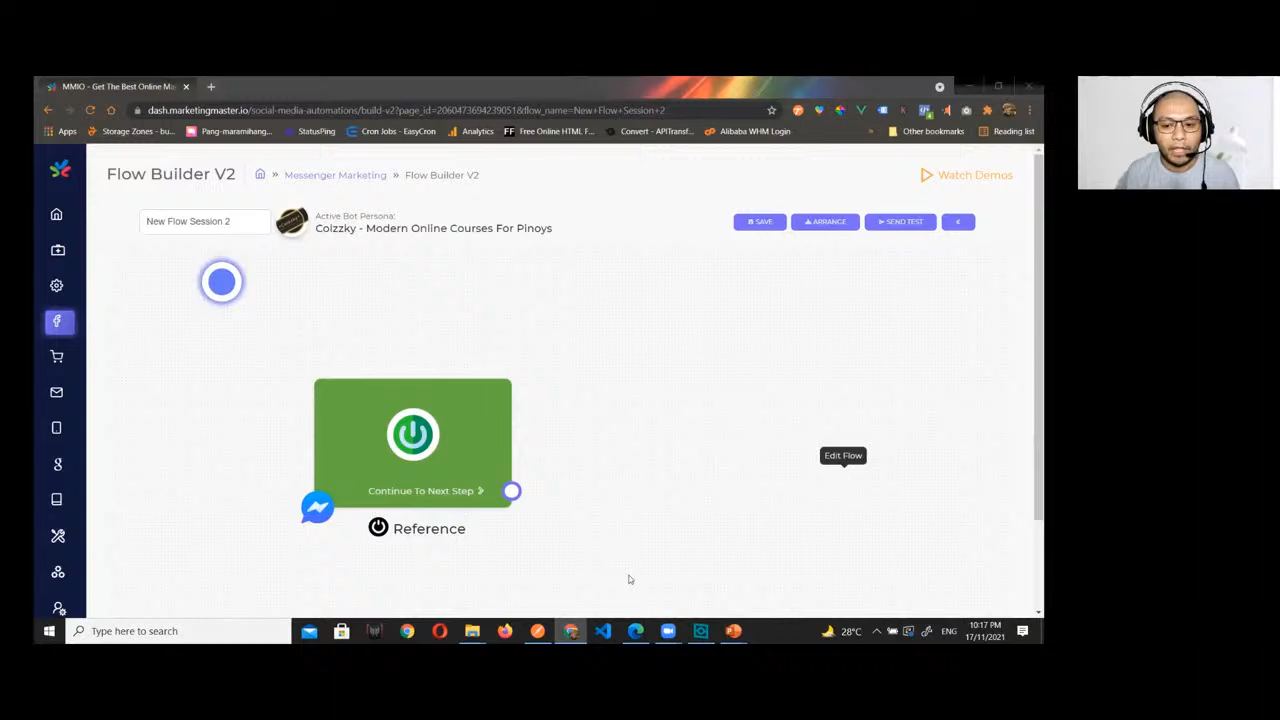 MMIO - Get The Best Online Ma
dash.marketingmaster.io/social-media-automations/build-v2?page_id=2060473694239051&flow_name=New+Flow+Session+2
Apps
Storage Zones - bu...
Pang-maramihang...
StatusPing
Cron Jobs - EasyCron
Analytics
FF Free Online HTML F...
Convert - APITransf...
Alibaba WHM Login
»
Other bookmarks
Reading list
Flow Builder V2
» Messenger Marketing » Flow Builder V2
Watch Demos
New Flow Session 2
Active Bot Persona:
Coizzky - Modern Online Courses For Pinoys
SAVE
ARRANGE
SEND TEST
Edit Flow
Continue To Next Step
Reference
Type here to search
28°C
ENG
10:17 PM
17/11/2021